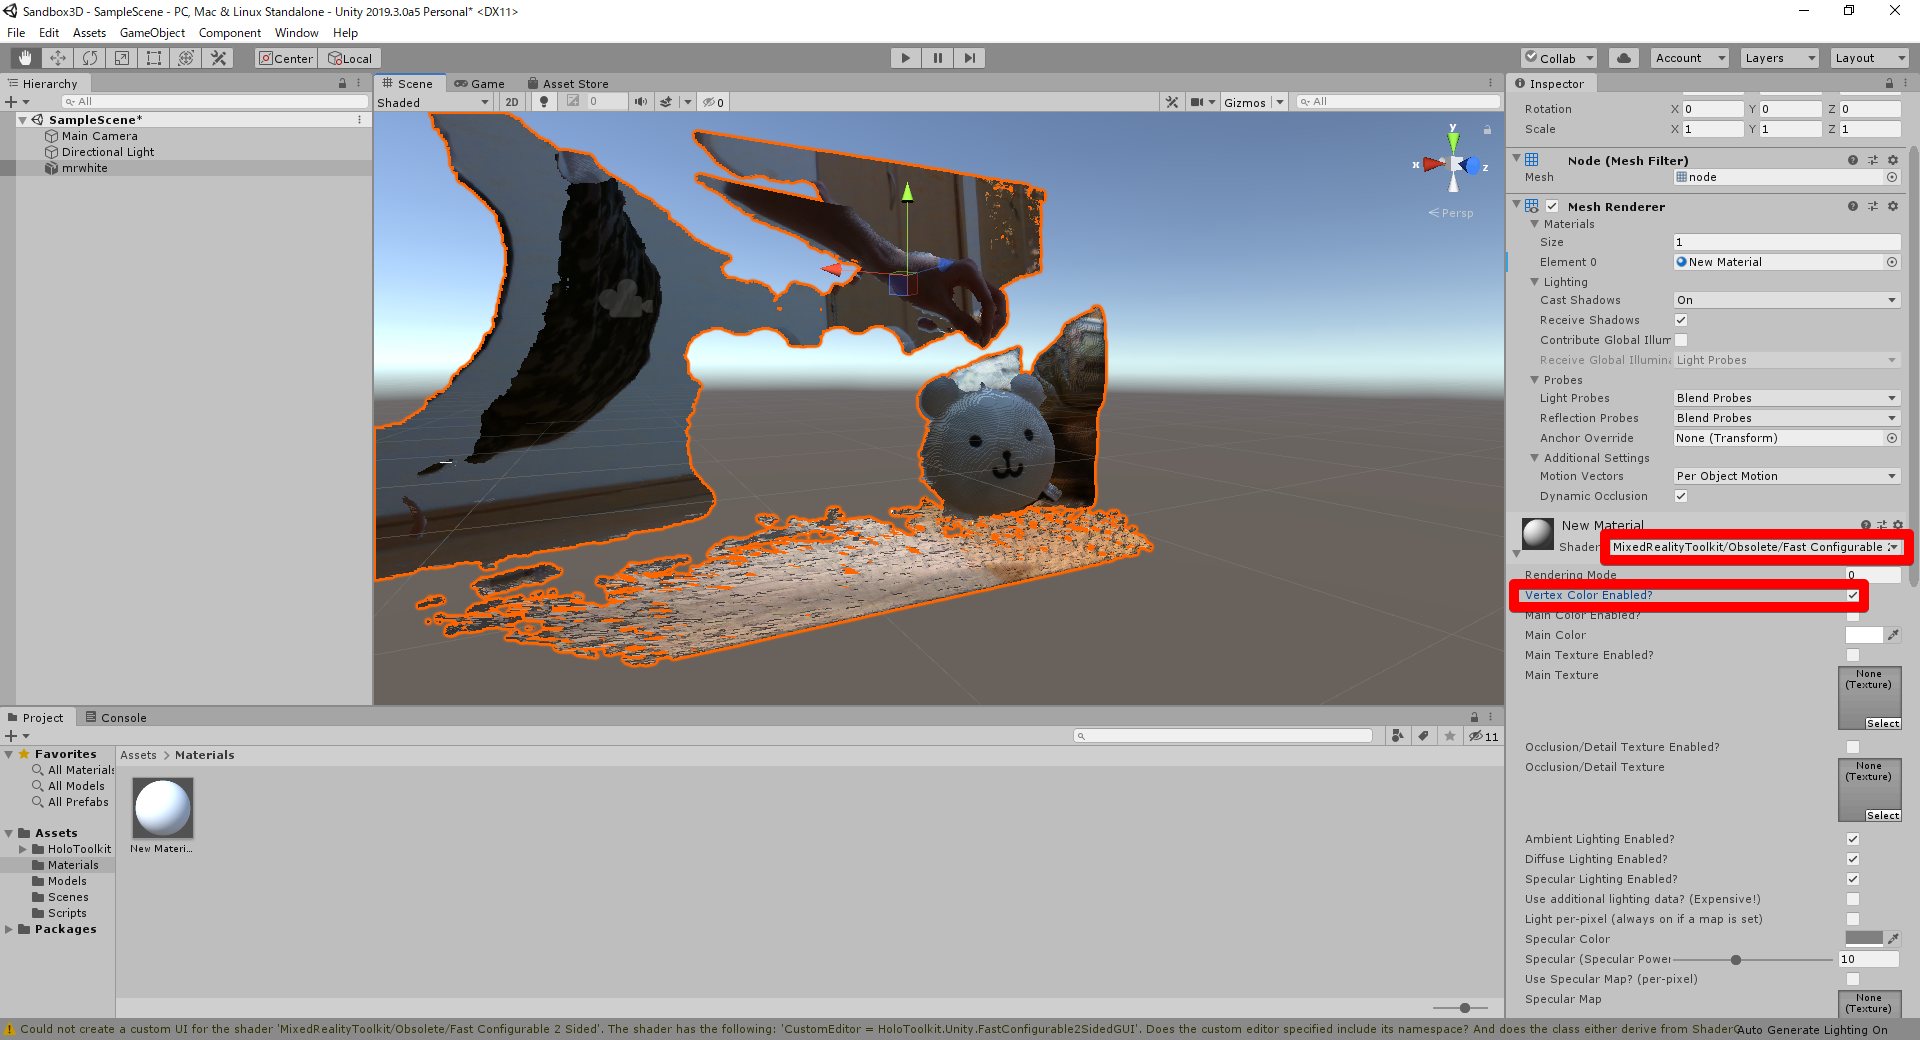 Sandbox3D - SampleScene - PC, Mac & Linux Standalone - Unity 2019.3.0a5 Personal* <DX11>
File Edit Assets GameObject Component Window Help
Center Local
Collab Account Layers Layout
Hierarchy
All
SampleScene*
Main Camera
Directional Light
mrwhite
Scene Game Asset Store
Shaded 2D 0 0 Gizmos All
y
x z
Persp
Inspector
Rotation X 0 Y 0 Z 0
Scale X 1 Y 1 Z 1
Node (Mesh Filter)
Mesh node
Mesh Renderer
Materials
Size 1
Element 0 New Material
Lighting
Cast Shadows On
Receive Shadows
Contribute Global Illum
Receive Global Illumin Light Probes
Probes
Light Probes Blend Probes
Reflection Probes Blend Probes
Anchor Override None (Transform)
Additional Settings
Motion Vectors Per Object Motion
Dynamic Occlusion
New Material
Shader MixedRealityToolkit/Obsolete/Fast Configurable
Rendering Mode 0
Vertex Color Enabled?
Main Color Enabled?
Main Color
Main Texture Enabled?
Main Texture
None
(Texture)
Select
Occlusion/Detail Texture Enabled?
Occlusion/Detail Texture
None
(Texture)
Select
Ambient Lighting Enabled?
Diffuse Lighting Enabled?
Specular Lighting Enabled?
Use additional lighting data? (Expensive!)
Light per-pixel (always on if a map is set)
Specular Color
Specular (Specular Power 10
Use Specular Map? (per-pixel)
Specular Map
None
(Texture)
Project Console
11
Favorites
All Materials
All Models
All Prefabs
Assets
HoloToolkit
Materials
Models
Scenes
Scripts
Packages
Assets > Materials
New Materi...
Could not create a custom UI for the shader 'MixedRealityToolkit/Obsolete/Fast Configurable 2 Sided'. The shader has the following: 'CustomEditor = HoloToolkit.Unity.FastConfigurable2SidedGUI'. Does the custom editor specified include its namespace? And does the class either derive from Shader
Auto Generate Lighting On